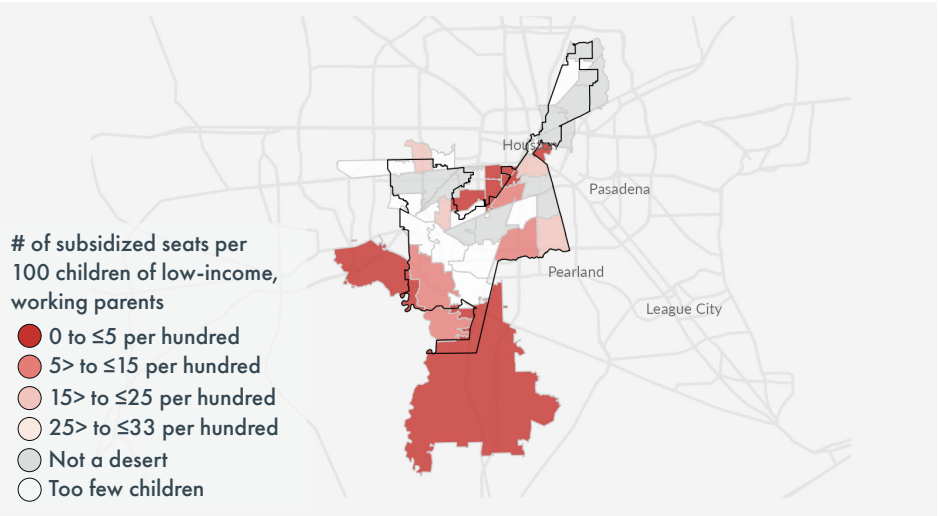 Houston
Pasadena
# of subsidized seats per
100 children of low-income,
working parents
Pearland
League City
0 to ≤5 per hundred
5> to ≤15 per hundred
15> to ≤25 per hundred
25> to ≤33 per hundred
Not a desert
Too few children